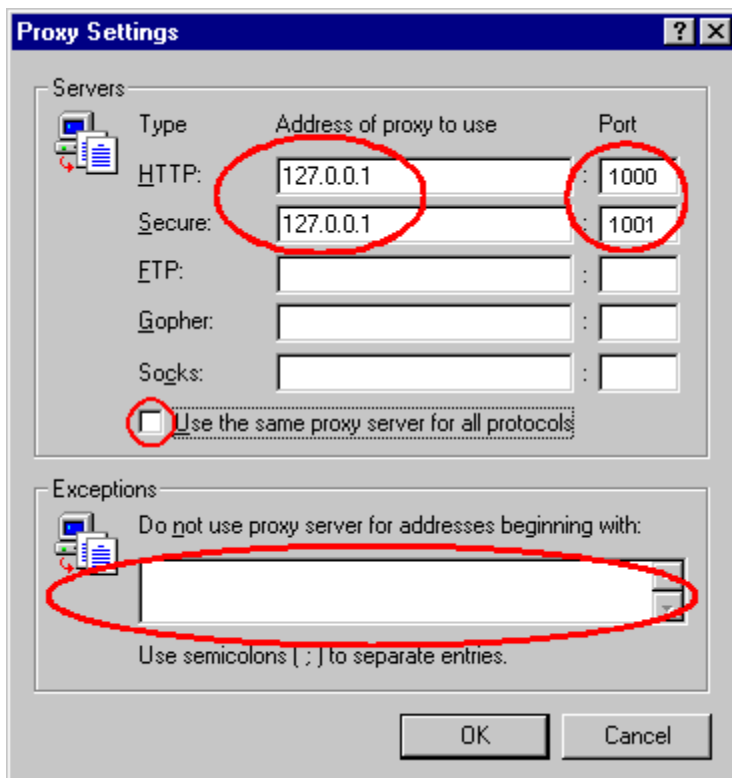 Proxy Settings
Servers
Type Address of proxy to use Port
HTTP: 127.0.0.1 : 1000
Secure: 127.0.0.1 : 1001
FTP: :
Gopher: :
Socks: :
Use the same proxy server for all protocols
Exceptions
Do not use proxy server for addresses beginning with:
Use semicolons ( ; ) to separate entries.
OK Cancel